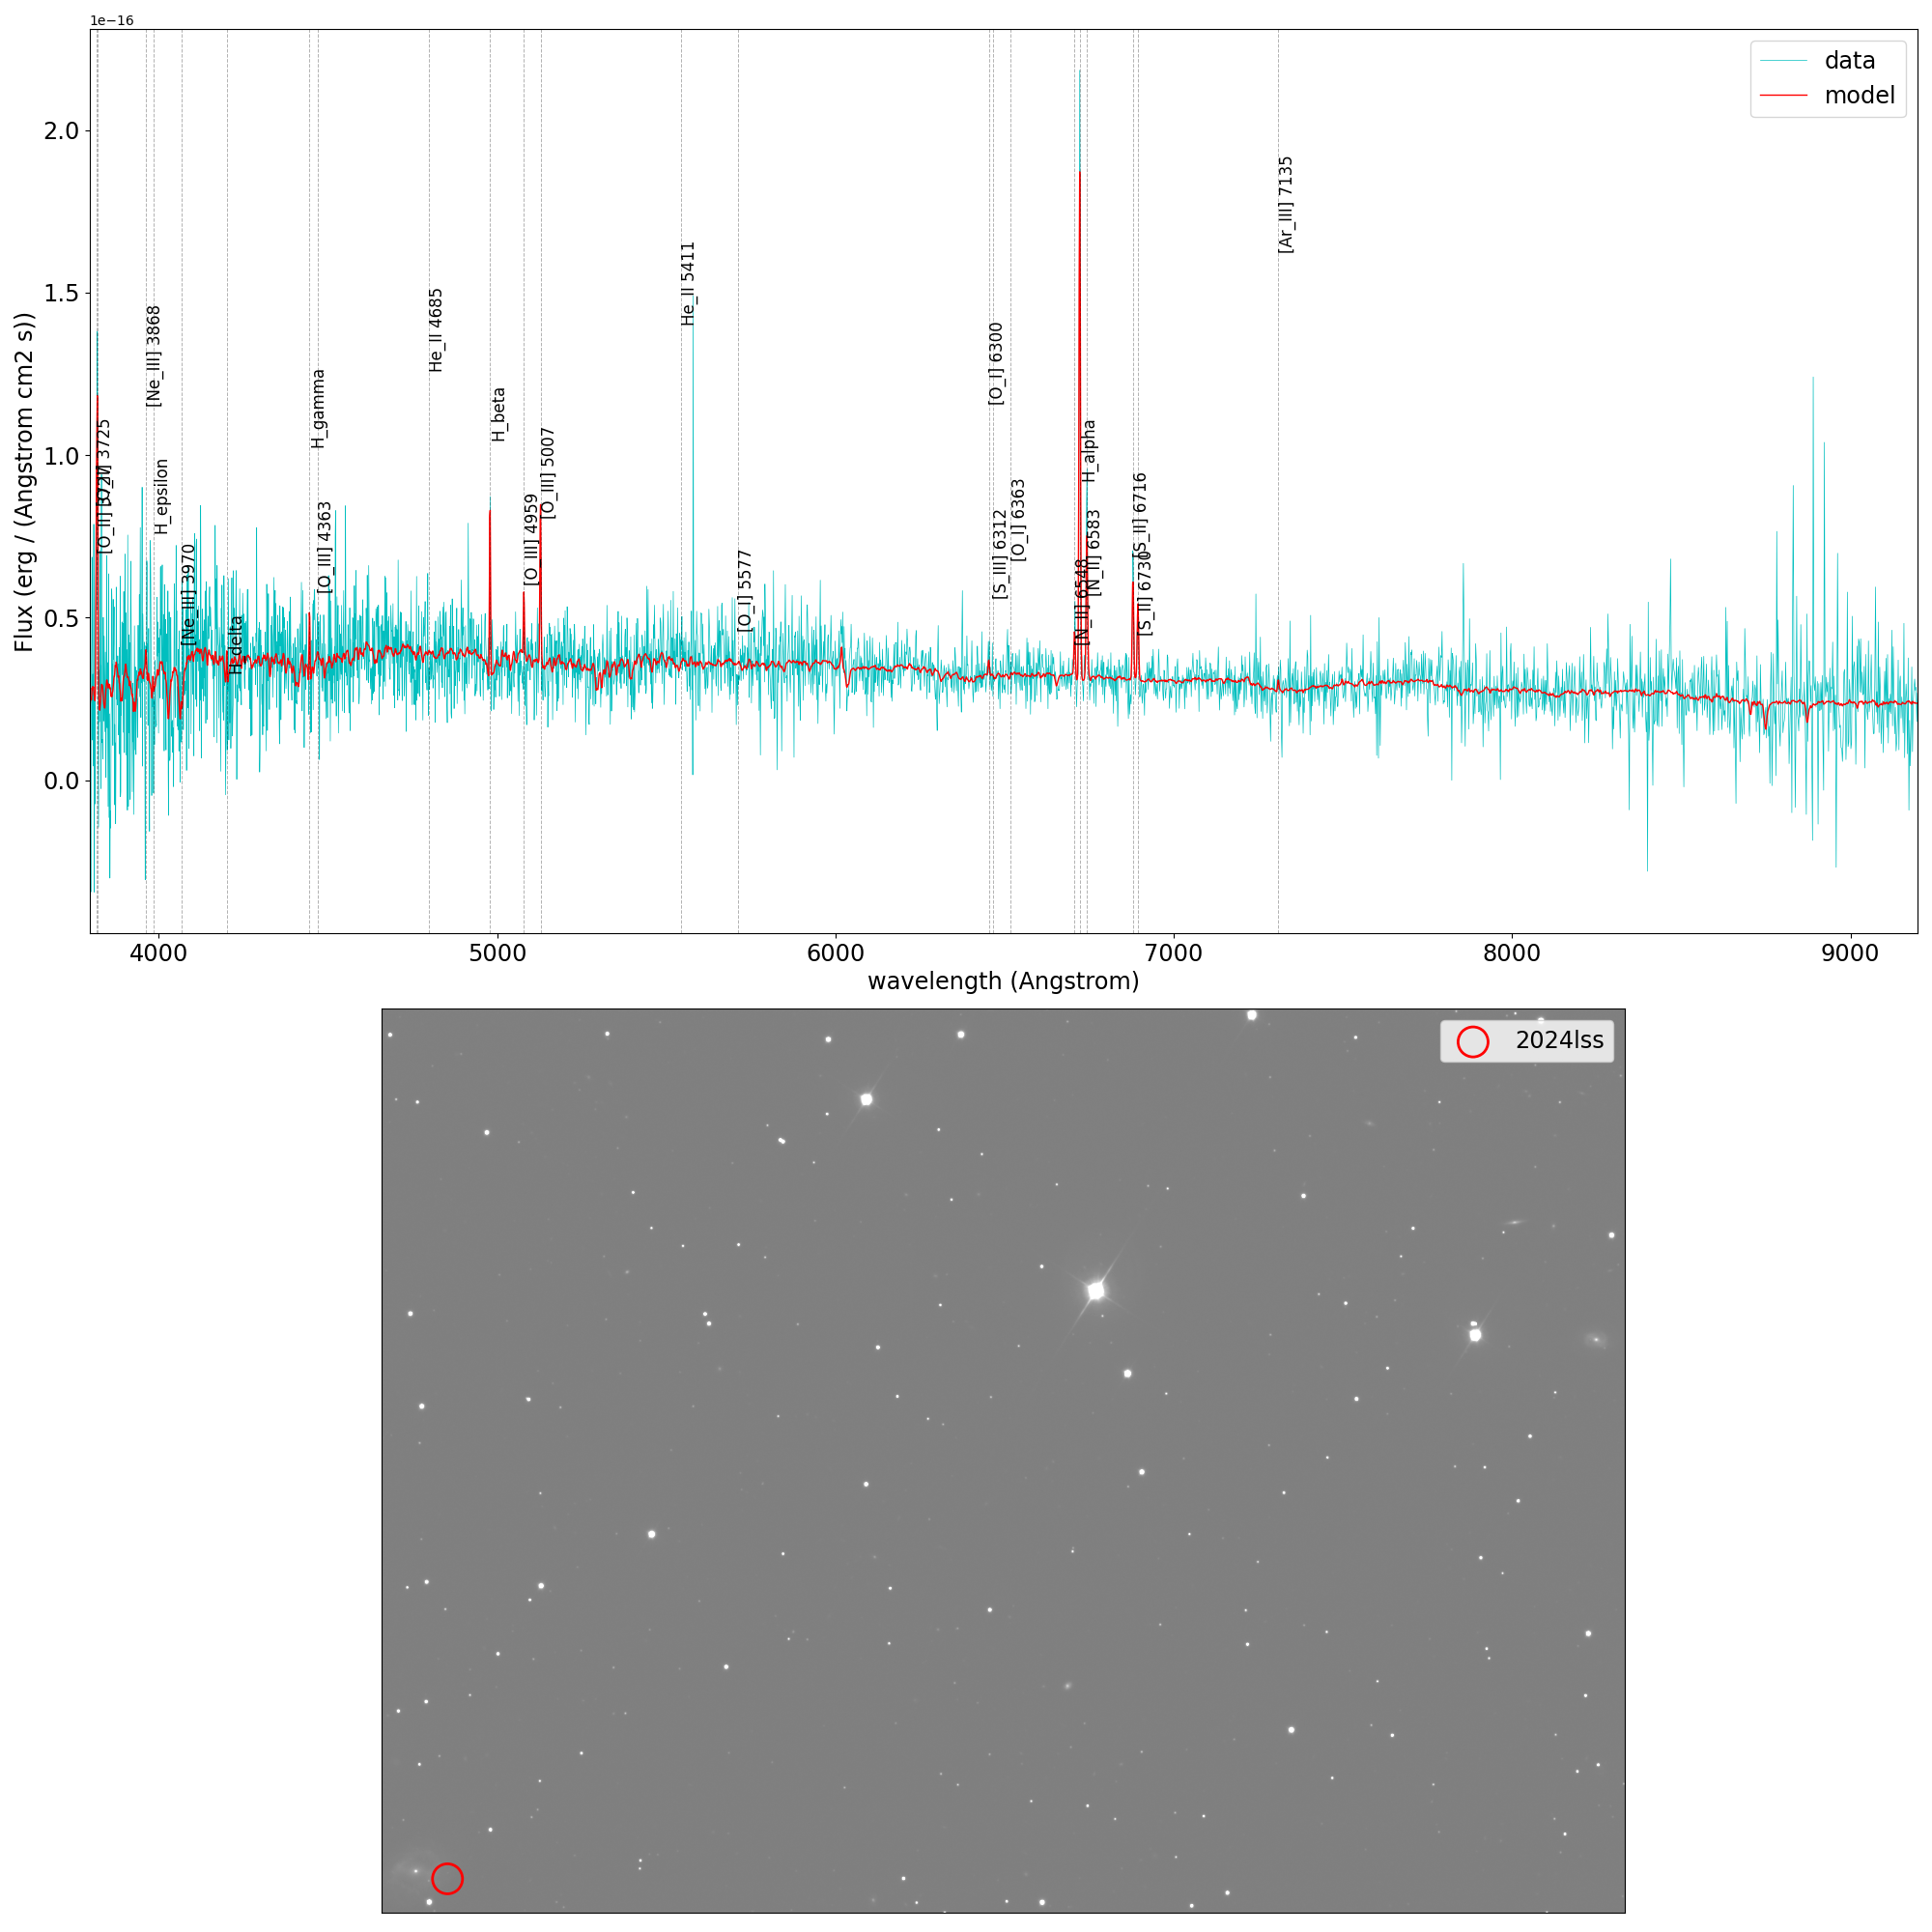 1e−16
data
model
2.0
1.5
1.0
0.5
0.0
Flux (erg / (Angstrom cm2 s))
[O_II] 3725
[Ne_III] 3868
H_epsilon
[Ne_III] 3970
H_delta
H_gamma
[O_III] 4363
He_II 4685
H_beta
[O_III] 4959
[O_III] 5007
He_II 5411
[O_I] 5577
[O_I] 6300
[S_III] 6312
[O_I] 6363
[N_II] 6548
H_alpha
[N_II] 6583
[S_II] 6716
[S_II] 6730
[Ar_III] 7135
4000 5000 6000 7000 8000 9000
wavelength (Angstrom)
2024lss